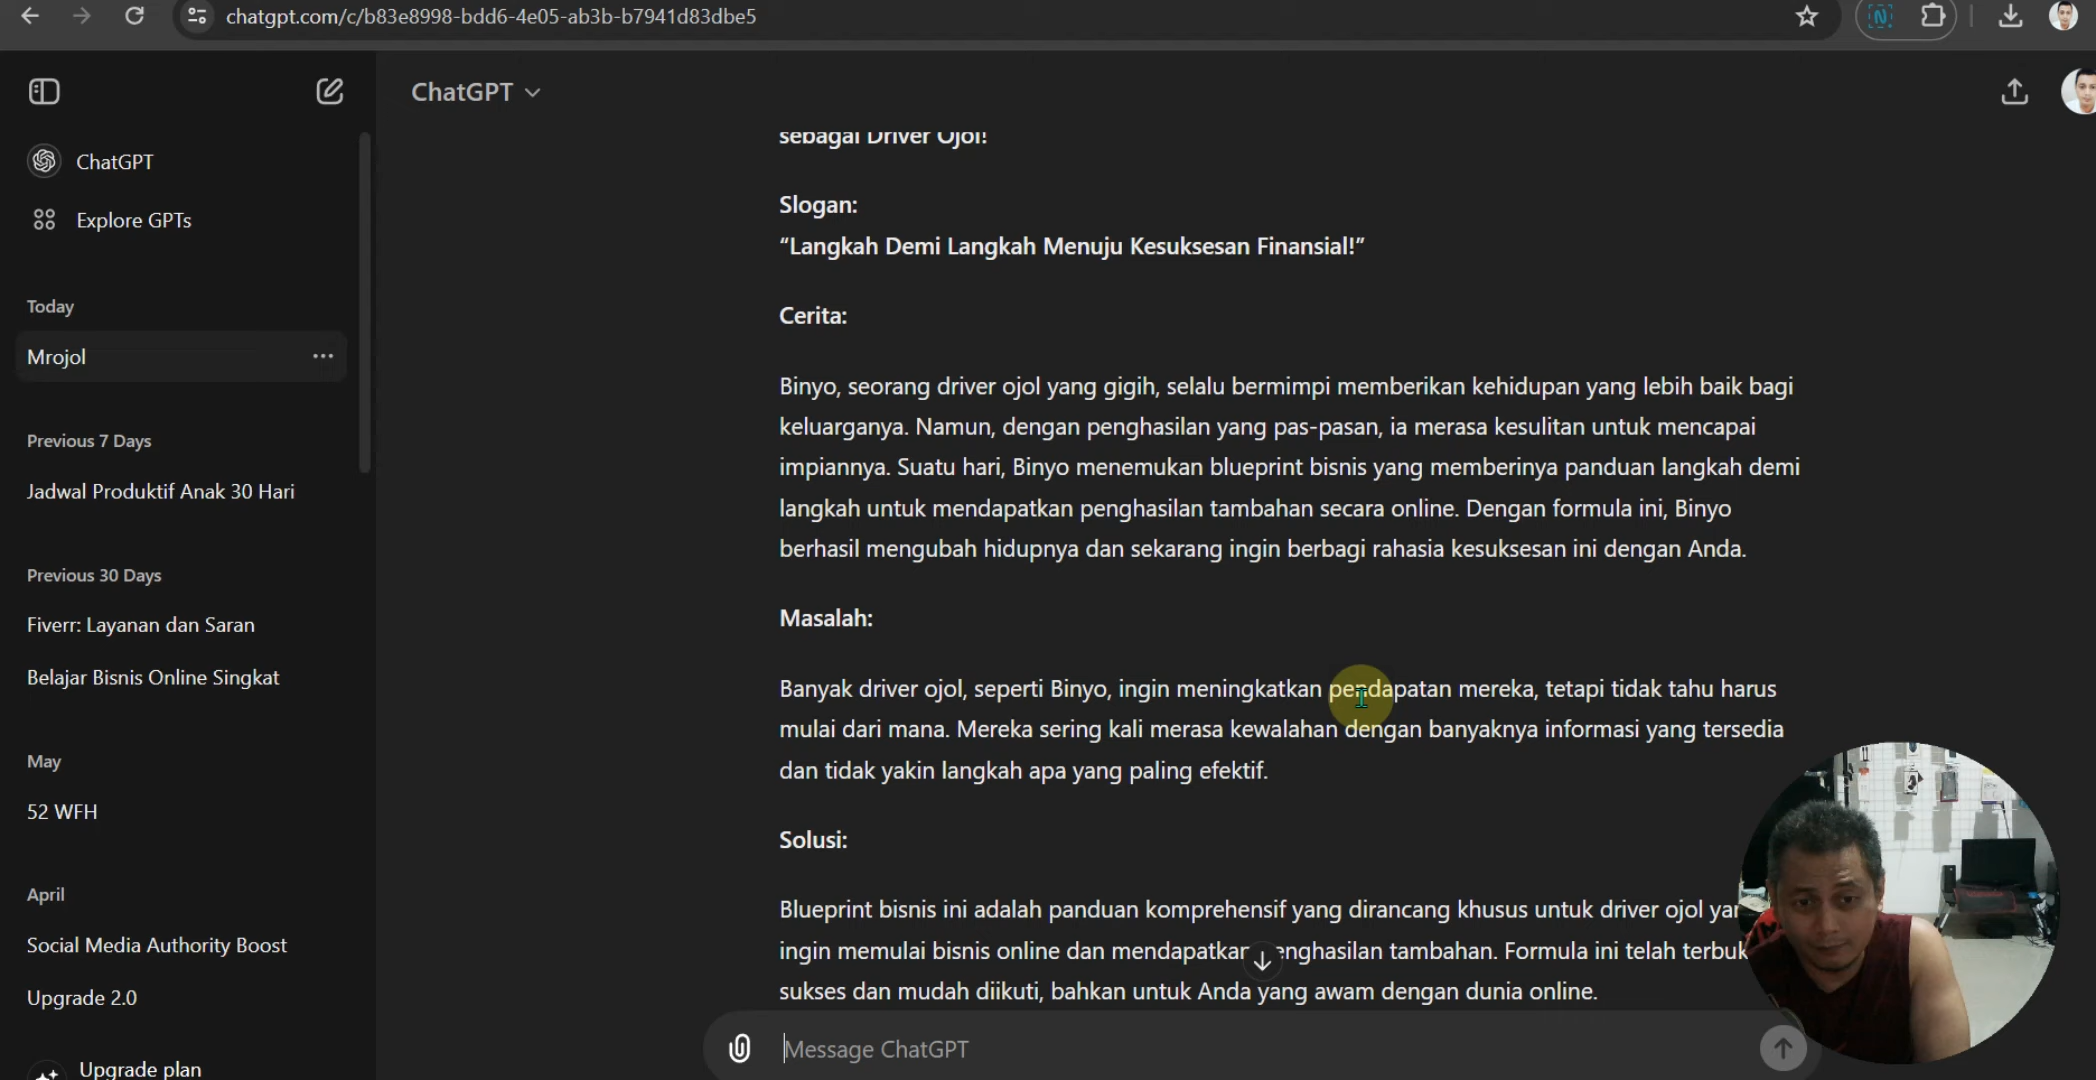 chatgpt.com/c/b83e8998-bdd6-4e05-ab3b-b7941d83dbe5
ChatGPT
ChatGPT
Explore GPTs
Today
Mrojol
Previous 7 Days
Jadwal Produktif Anak 30 Hari
Previous 30 Days
Fiverr: Layanan dan Saran
Belajar Bisnis Online Singkat
May
52 WFH
April
Social Media Authority Boost
Upgrade 2.0
Upgrade plan
sebagai Driver Ojol!
Slogan:
“Langkah Demi Langkah Menuju Kesuksesan Finansial!”
Cerita:
Binyo, seorang driver ojol yang gigih, selalu bermimpi memberikan kehidupan yang lebih baik bagi
keluarganya. Namun, dengan penghasilan yang pas-pasan, ia merasa kesulitan untuk mencapai
impiannya. Suatu hari, Binyo menemukan blueprint bisnis yang memberinya panduan langkah demi
langkah untuk mendapatkan penghasilan tambahan secara online. Dengan formula ini, Binyo
berhasil mengubah hidupnya dan sekarang ingin berbagi rahasia kesuksesan ini dengan Anda.
Masalah:
Banyak driver ojol, seperti Binyo, ingin meningkatkan pendapatan mereka, tetapi tidak tahu harus
mulai dari mana. Mereka sering kali merasa kewalahan dengan banyaknya informasi yang tersedia
dan tidak yakin langkah apa yang paling efektif.
Solusi:
Blueprint bisnis ini adalah panduan komprehensif yang dirancang khusus untuk driver ojol
ingin memulai bisnis online dan mendapatkan penghasilan tambahan. Formula ini telah
sukses dan mudah diikuti, bahkan untuk Anda yang awam dengan dunia online.
Message ChatGPT